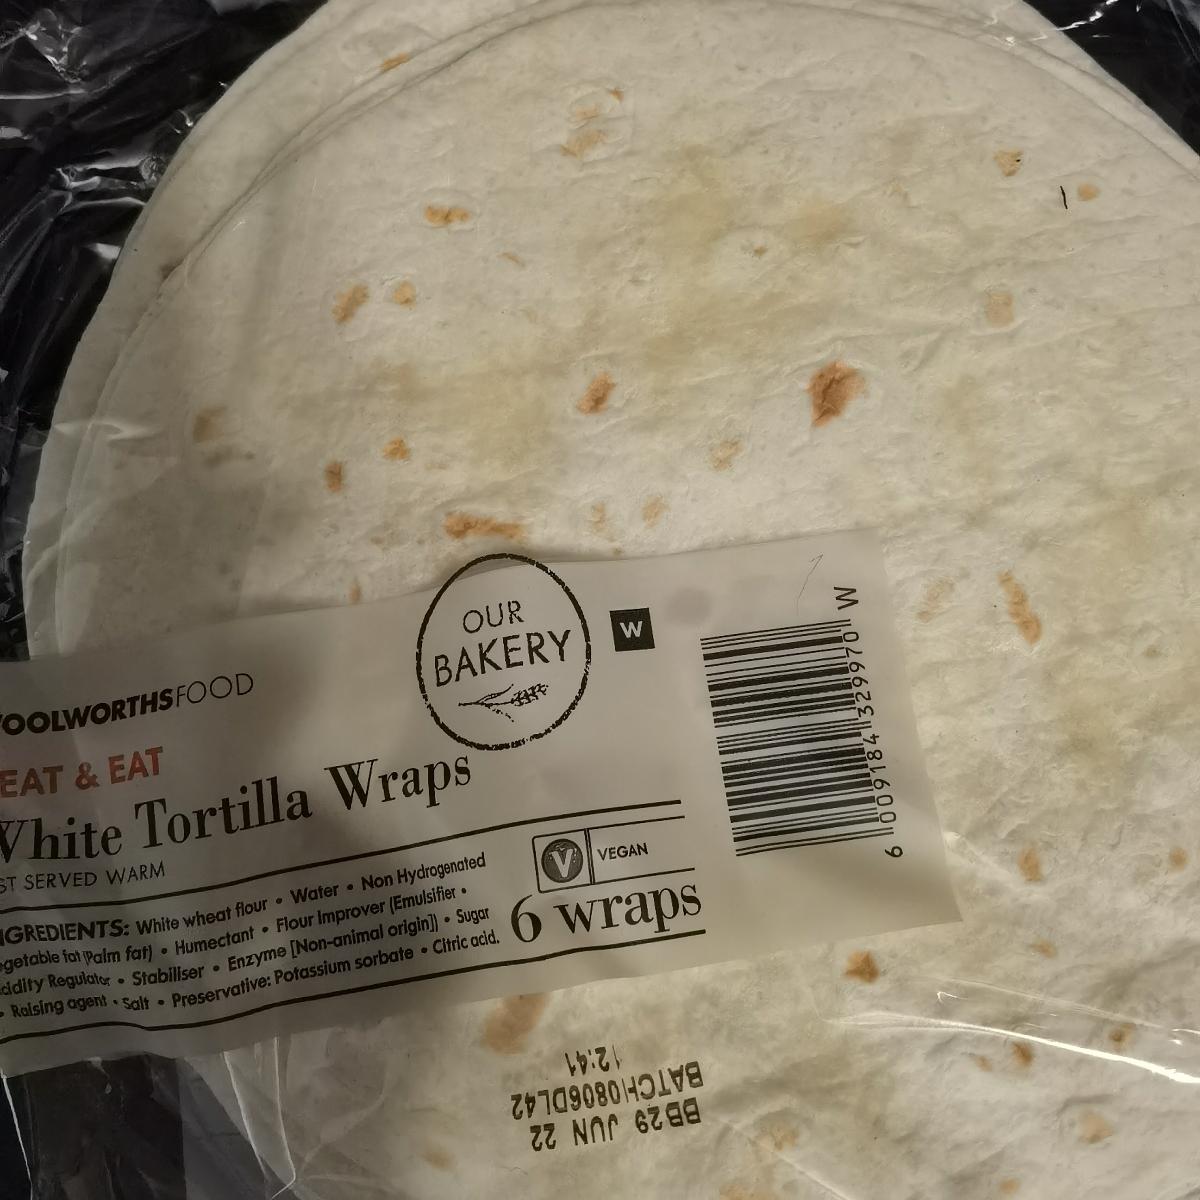 OUR
BAKERY
W
OOLWORTHSFOOD
EAT & EAT
White Tortilla Wraps
ST SERVED WARM
NGREDIENTS: White wheat flour • Water • Non Hydrogenated
egetable fat (Palm fat) • Humectant • Flour Improver (Emulsifier •
cidity Regulator • Stabiliser • Enzyme [Non-animal origin]) • Sugar
• Raising agent • Salt • Preservative: Potassium sorbate • Citric acid.
V VEGAN
6 wraps
6 009184 329970 W
BB29 JUN 22
BATCH0806DL42
12:41